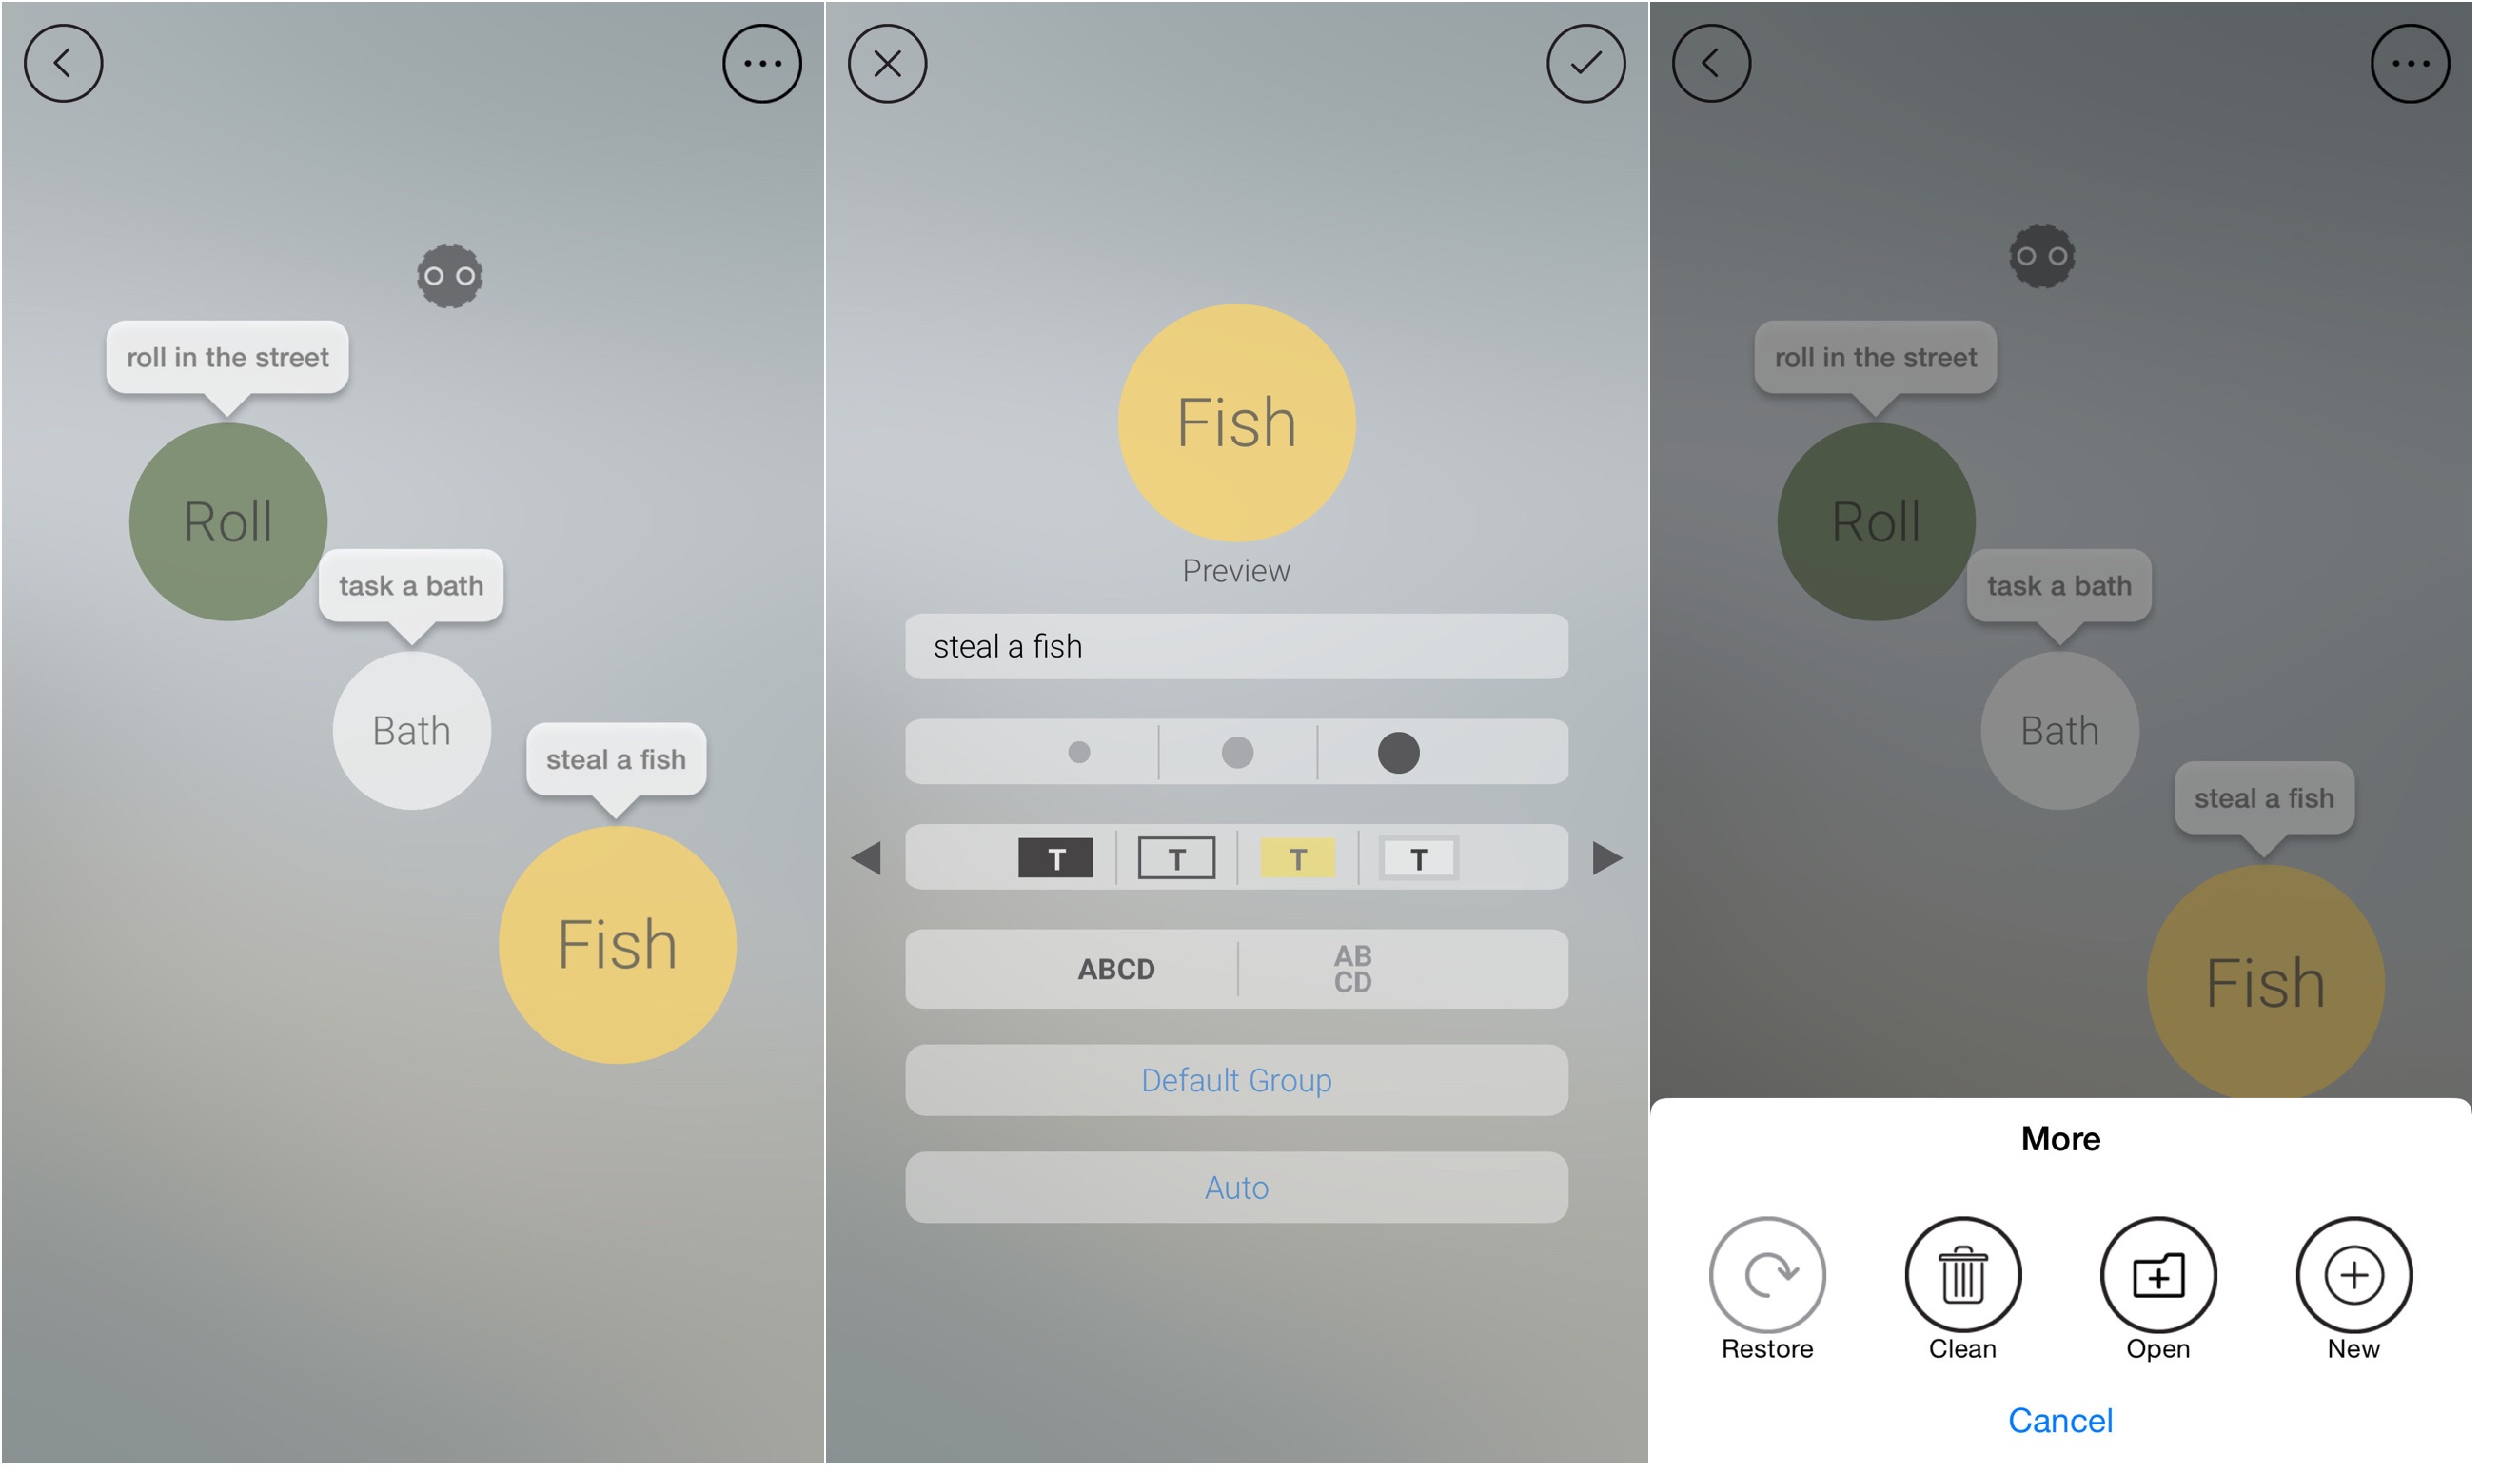 roll in the street
Roll
task a bath
Bath
steal a fish
Fish
Fish
Preview
steal a fish
T T T T
ABCD AB
CD
Default Group
Auto
roll in the street
Roll
task a bath
Bath
steal a fish
Fish
More
Restore Clean Open New
Cancel